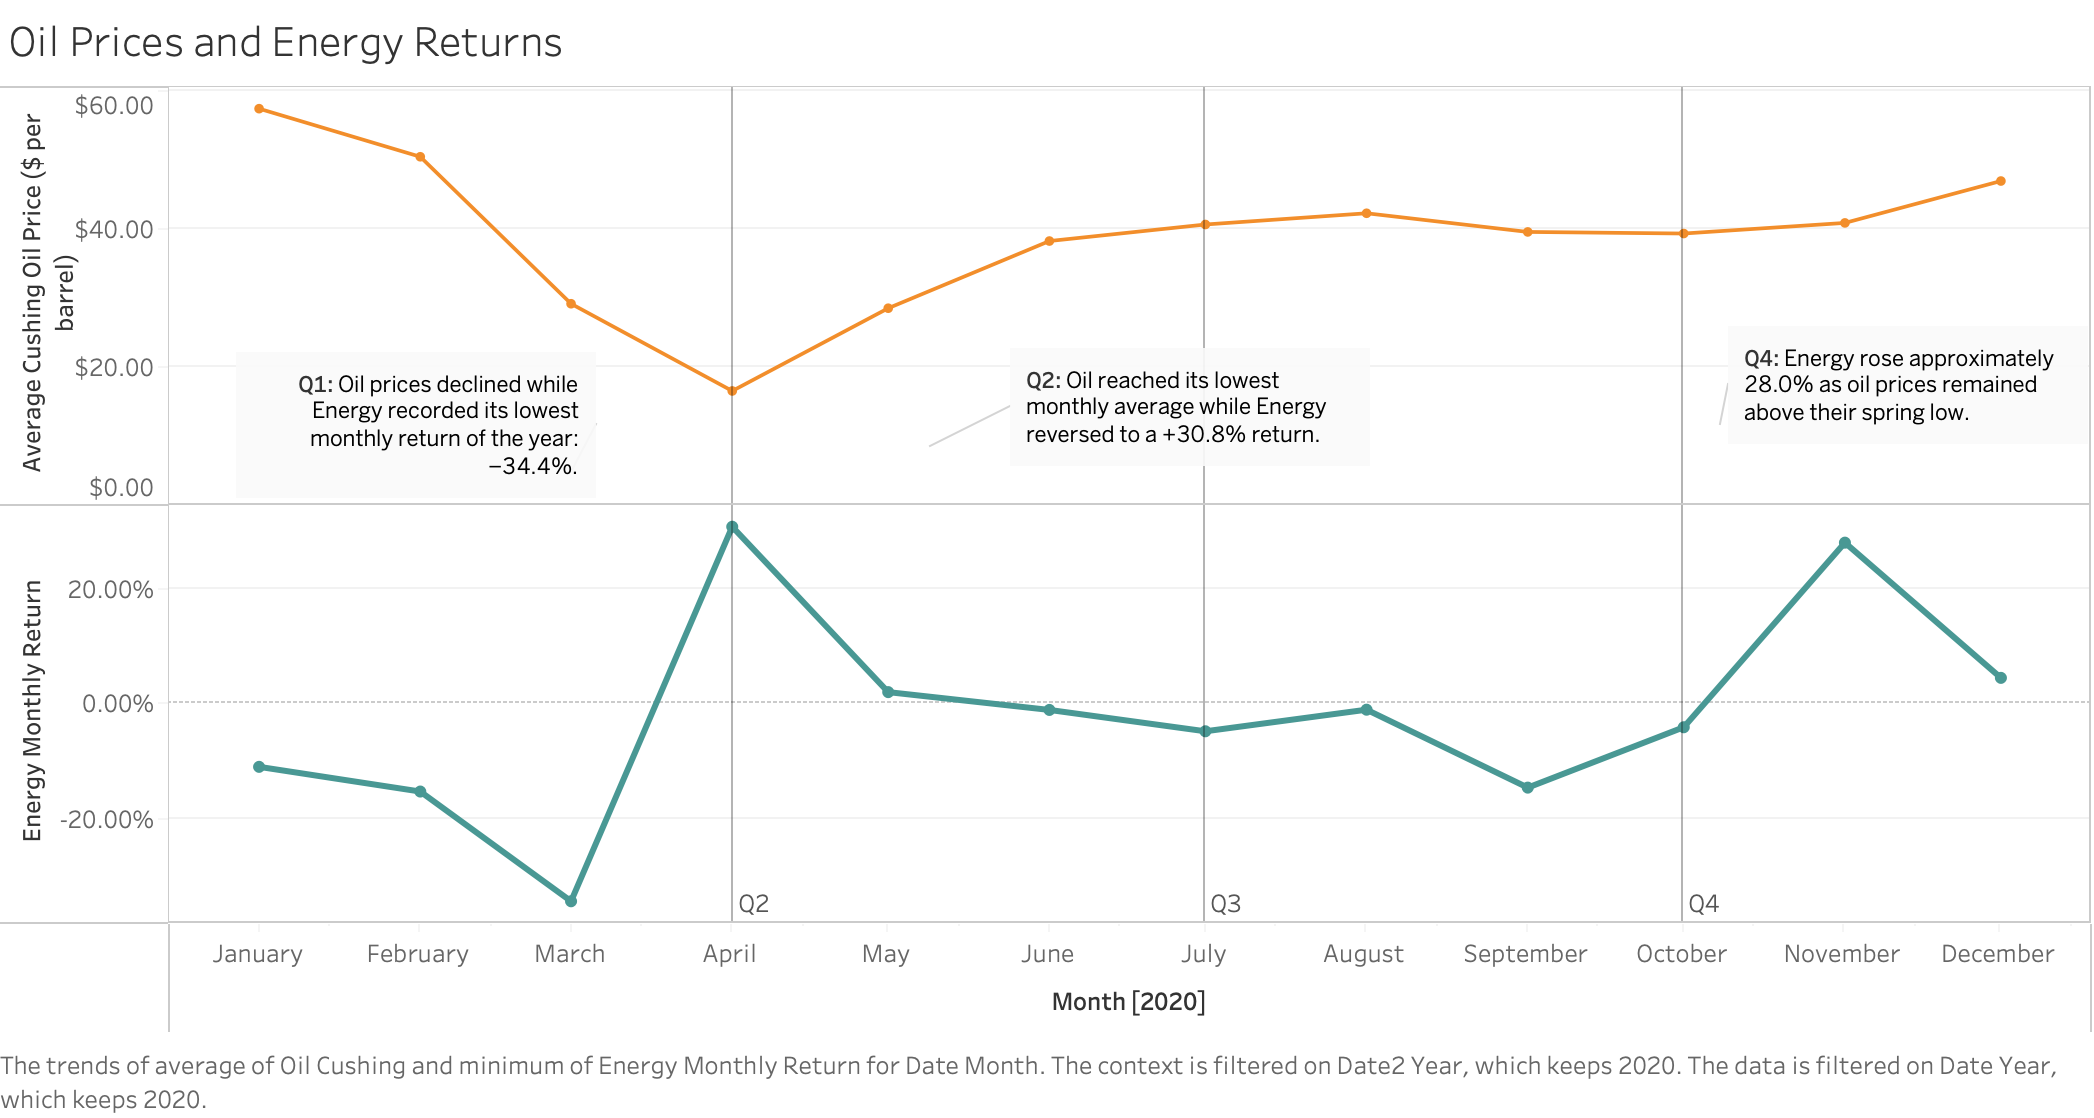 Oil Prices and Energy Returns
Average Cushing Oil Price ($ per
barrel)
$60.00
$40.00
$20.00
$0.00
Q1: Oil prices declined while
Energy recorded its lowest
monthly return of the year:
−34.4%.
Q2: Oil reached its lowest
monthly average while Energy
reversed to a +30.8% return.
Q4: Energy rose approximately
28.0% as oil prices remained
above their spring low.
Energy Monthly Return
20.00%
0.00%
-20.00%
Q2
Q3
Q4
January
February
March
April
May
June
July
August
September
October
November
December
Month [2020]
The trends of average of Oil Cushing and minimum of Energy Monthly Return for Date Month. The context is filtered on Date2 Year, which keeps 2020. The data is filtered on Date Year,
which keeps 2020.